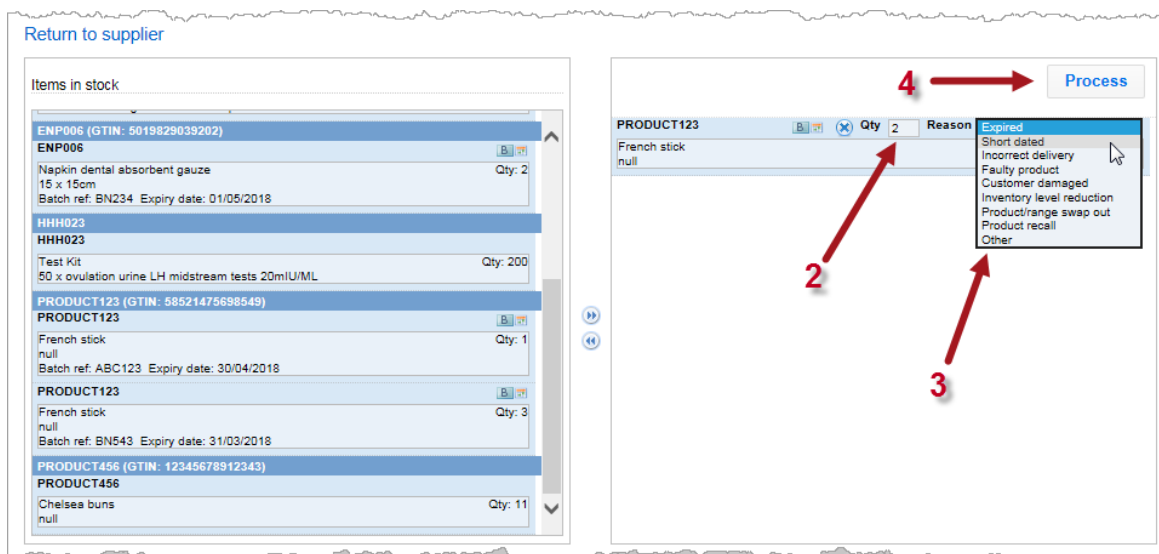 Return to supplier
Items in stock
ENP006 (GTIN: 5019829039202)
ENP006
Napkin dental absorbent gauze Qty: 2
15 x 15cm
Batch ref: BN234 Expiry date: 01/05/2018
HHH023
HHH023
Test Kit Qty: 200
50 x ovulation urine LH midstream tests 20mIU/ML
PRODUCT123 (GTIN: 58521475698549)
PRODUCT123
French stick Qty: 1
null
Batch ref: ABC123 Expiry date: 30/04/2018
PRODUCT123
French stick Qty: 3
null
Batch ref: BN543 Expiry date: 31/03/2018
PRODUCT456 (GTIN: 12345678912343)
PRODUCT456
Chelsea buns Qty: 11
null
4 Process
PRODUCT123 B Qty 2 Reason Expired
French stick
null
Short dated
Incorrect delivery
Faulty product
Customer damaged
Inventory level reduction
Product/range swap out
Product recall
Other
2
3